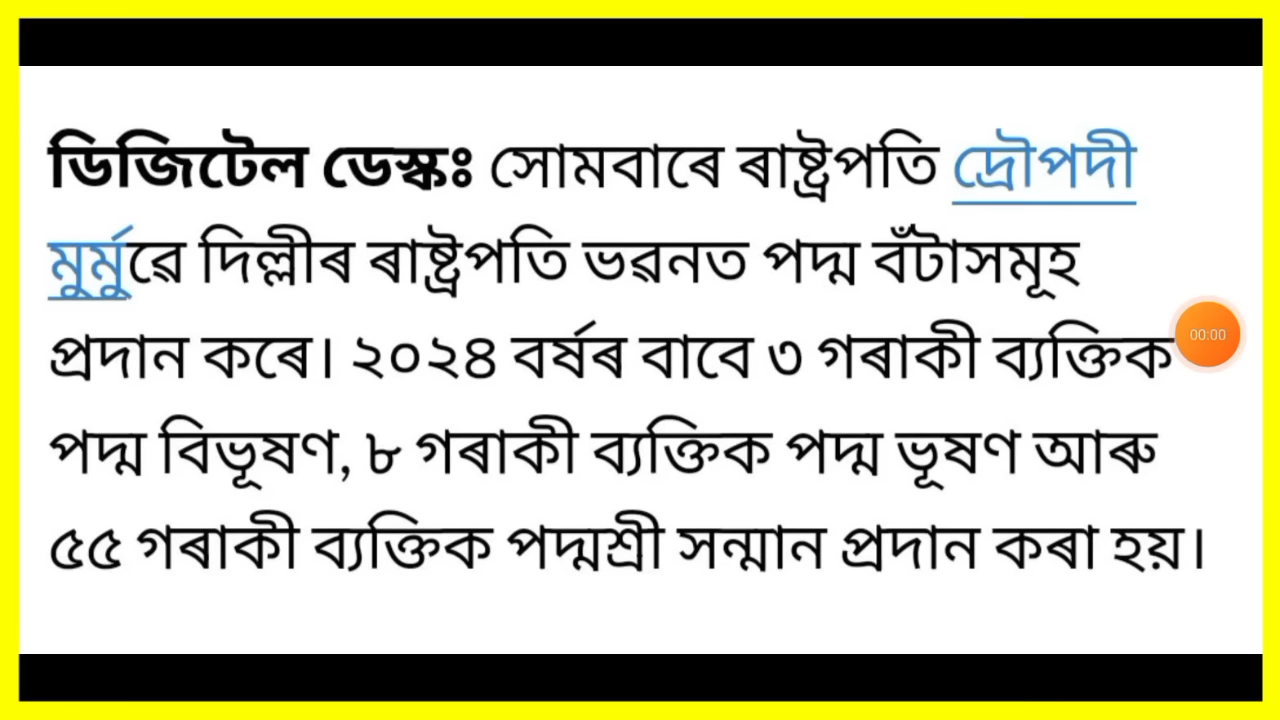 ডিজিটেল ডেস্কঃ সোমবাৰে ৰাষ্ট্ৰপতি দ্ৰৌপদী
মুৰ্মুৱে দিল্লীৰ ৰাষ্ট্ৰপতি ভৱনত পদ্ম বঁটাসমূহ
প্ৰদান কৰে। ২০২৪ বৰ্ষৰ বাবে ৩ গৰাকী ব্যক্তিক
00:00
পদ্ম বিভূষণ, ৮ গৰাকী ব্যক্তিক পদ্ম ভূষণ আৰু
৫৫ গৰাকী ব্যক্তিক পদ্মশ্ৰী সন্মান প্ৰদান কৰা হয়।